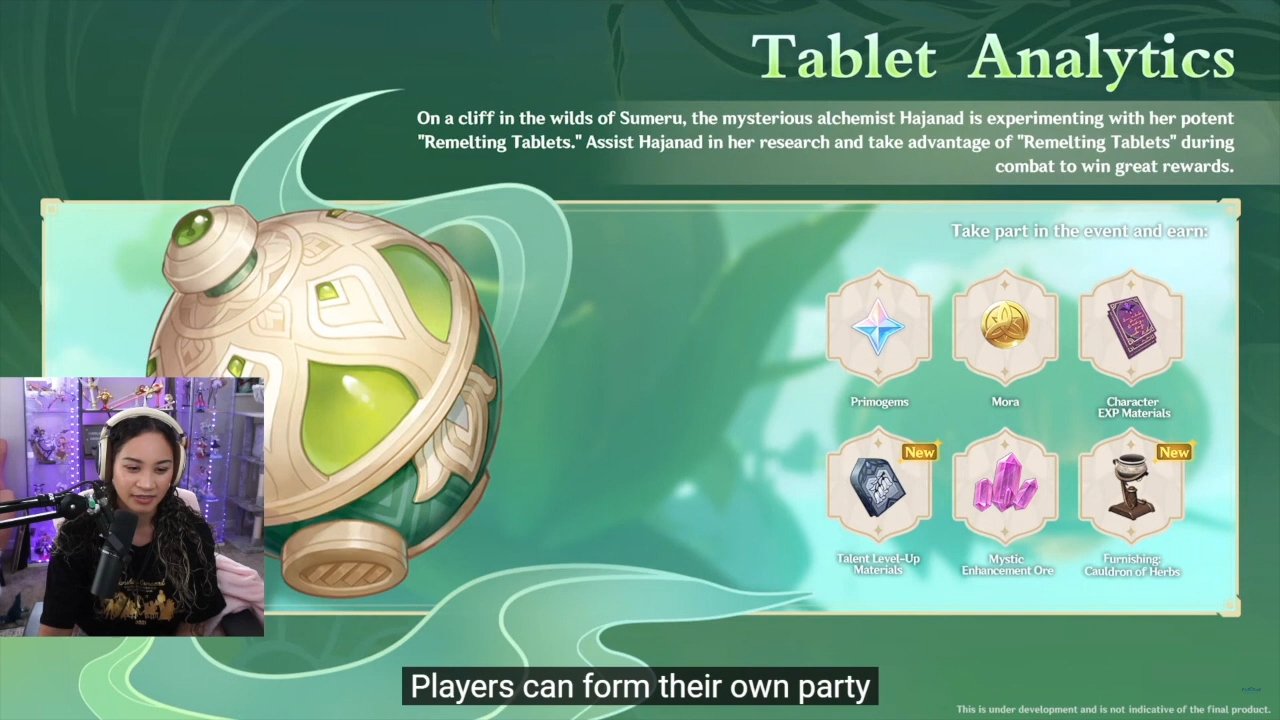 Tablet Analytics
On a cliff in the wilds of Sumeru, the mysterious alchemist Hajanad is experimenting with her potent
"Remelting Tablets." Assist Hajanad in her research and take advantage of "Remelting Tablets" during
combat to win great rewards.
Take part in the event and earn:
Primogems
Mora
Character
EXP Materials
New
New
Talent Level-Up
Materials
Mystic
Enhancement Ore
Furnishing:
Cauldron of Herbs
Players can form their own party
This is under development and is not indicative of the final product.